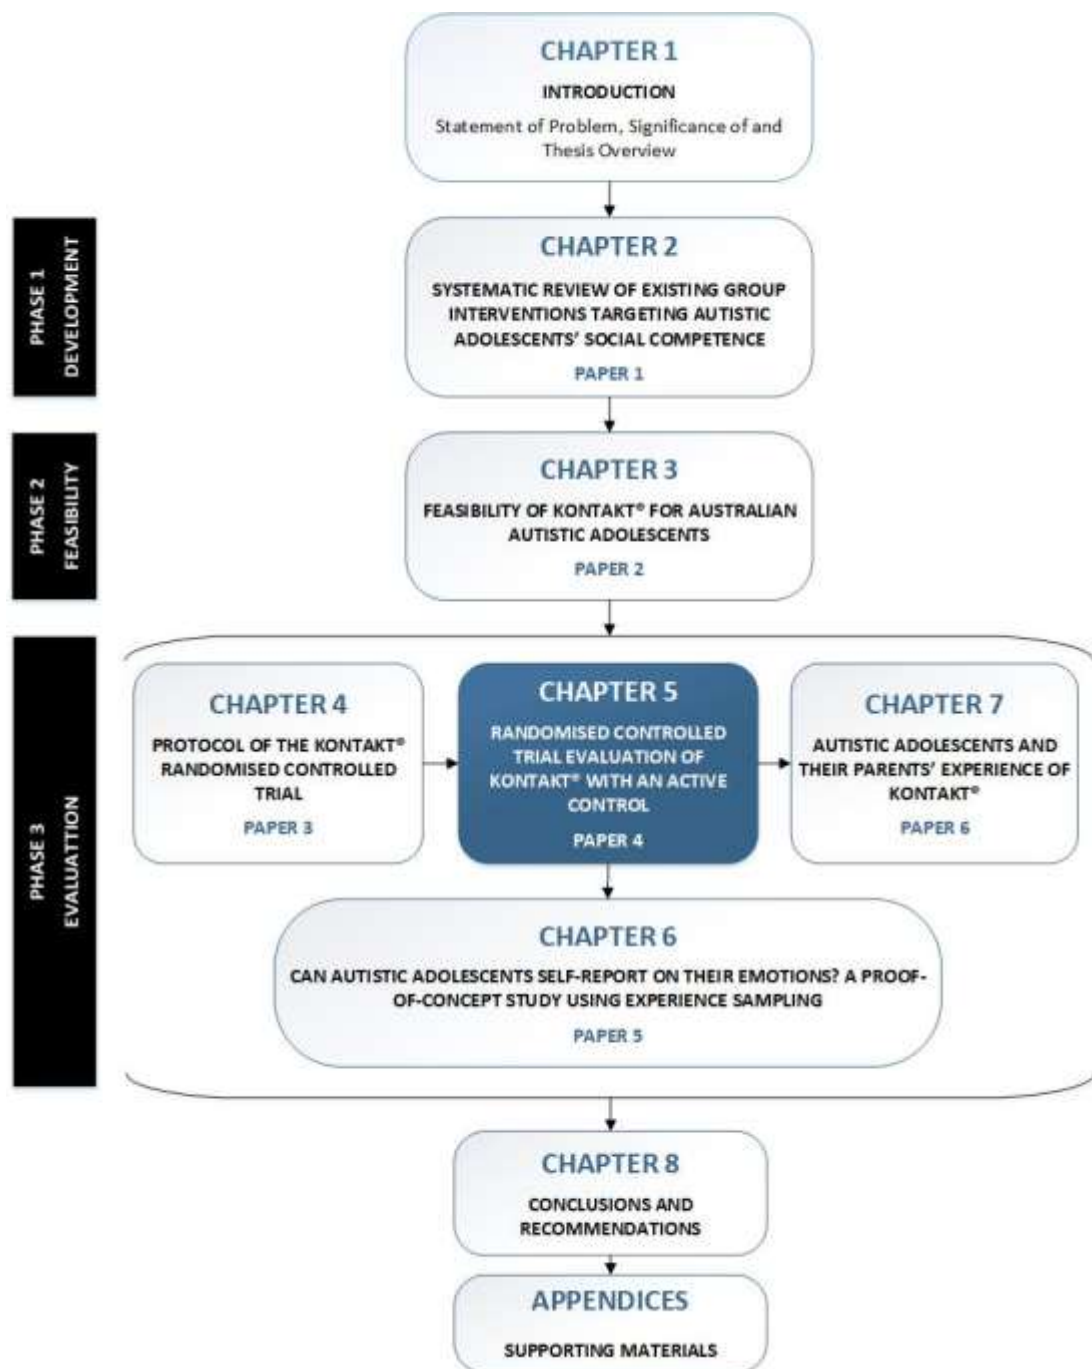 CHAPTER 1
INTRODUCTION
Statement of Problem, Significance of and
Thesis Overview
PHASE 1
DEVELOPMENT
CHAPTER 2
SYSTEMATIC REVIEW OF EXISTING GROUP
INTERVENTIONS TARGETING AUTISTIC
ADOLESCENTS’ SOCIAL COMPETENCE
PAPER 1
PHASE 2
FEASIBILITY
CHAPTER 3
FEASIBILITY OF KONTAKT® FOR AUSTRALIAN
AUTISTIC ADOLESCENTS
PAPER 2
PHASE 3
EVALUATTION
CHAPTER 4
PROTOCOL OF THE KONTAKT®
RANDOMISED CONTROLLED
TRIAL
PAPER 3
CHAPTER 5
RANDOMISED CONTROLLED
TRIAL EVALUATION OF
KONTAKT® WITH AN ACTIVE
CONTROL
PAPER 4
CHAPTER 7
AUTISTIC ADOLESCENTS AND
THEIR PARENTS’ EXPERIENCE OF
KONTAKT®
PAPER 6
CHAPTER 6
CAN AUTISTIC ADOLESCENTS SELF-REPORT ON THEIR EMOTIONS? A PROOF-
OF-CONCEPT STUDY USING EXPERIENCE SAMPLING
PAPER 5
CHAPTER 8
CONCLUSIONS AND
RECOMMENDATIONS
APPENDICES
SUPPORTING MATERIALS